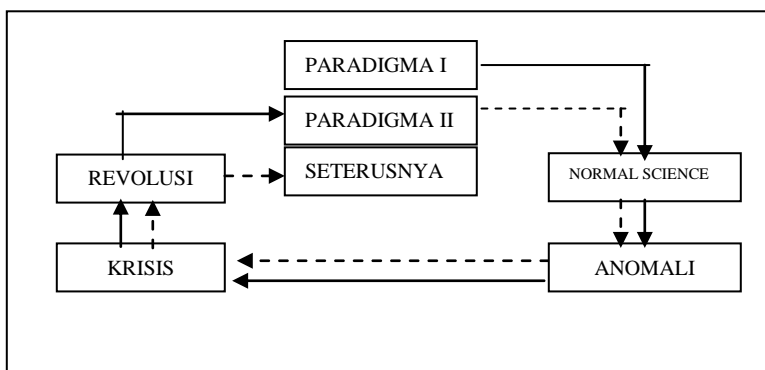 PARADIGMA I
PARADIGMA II
SETERUSNYA
REVOLUSI
NORMAL SCIENCE
KRISIS
ANOMALI